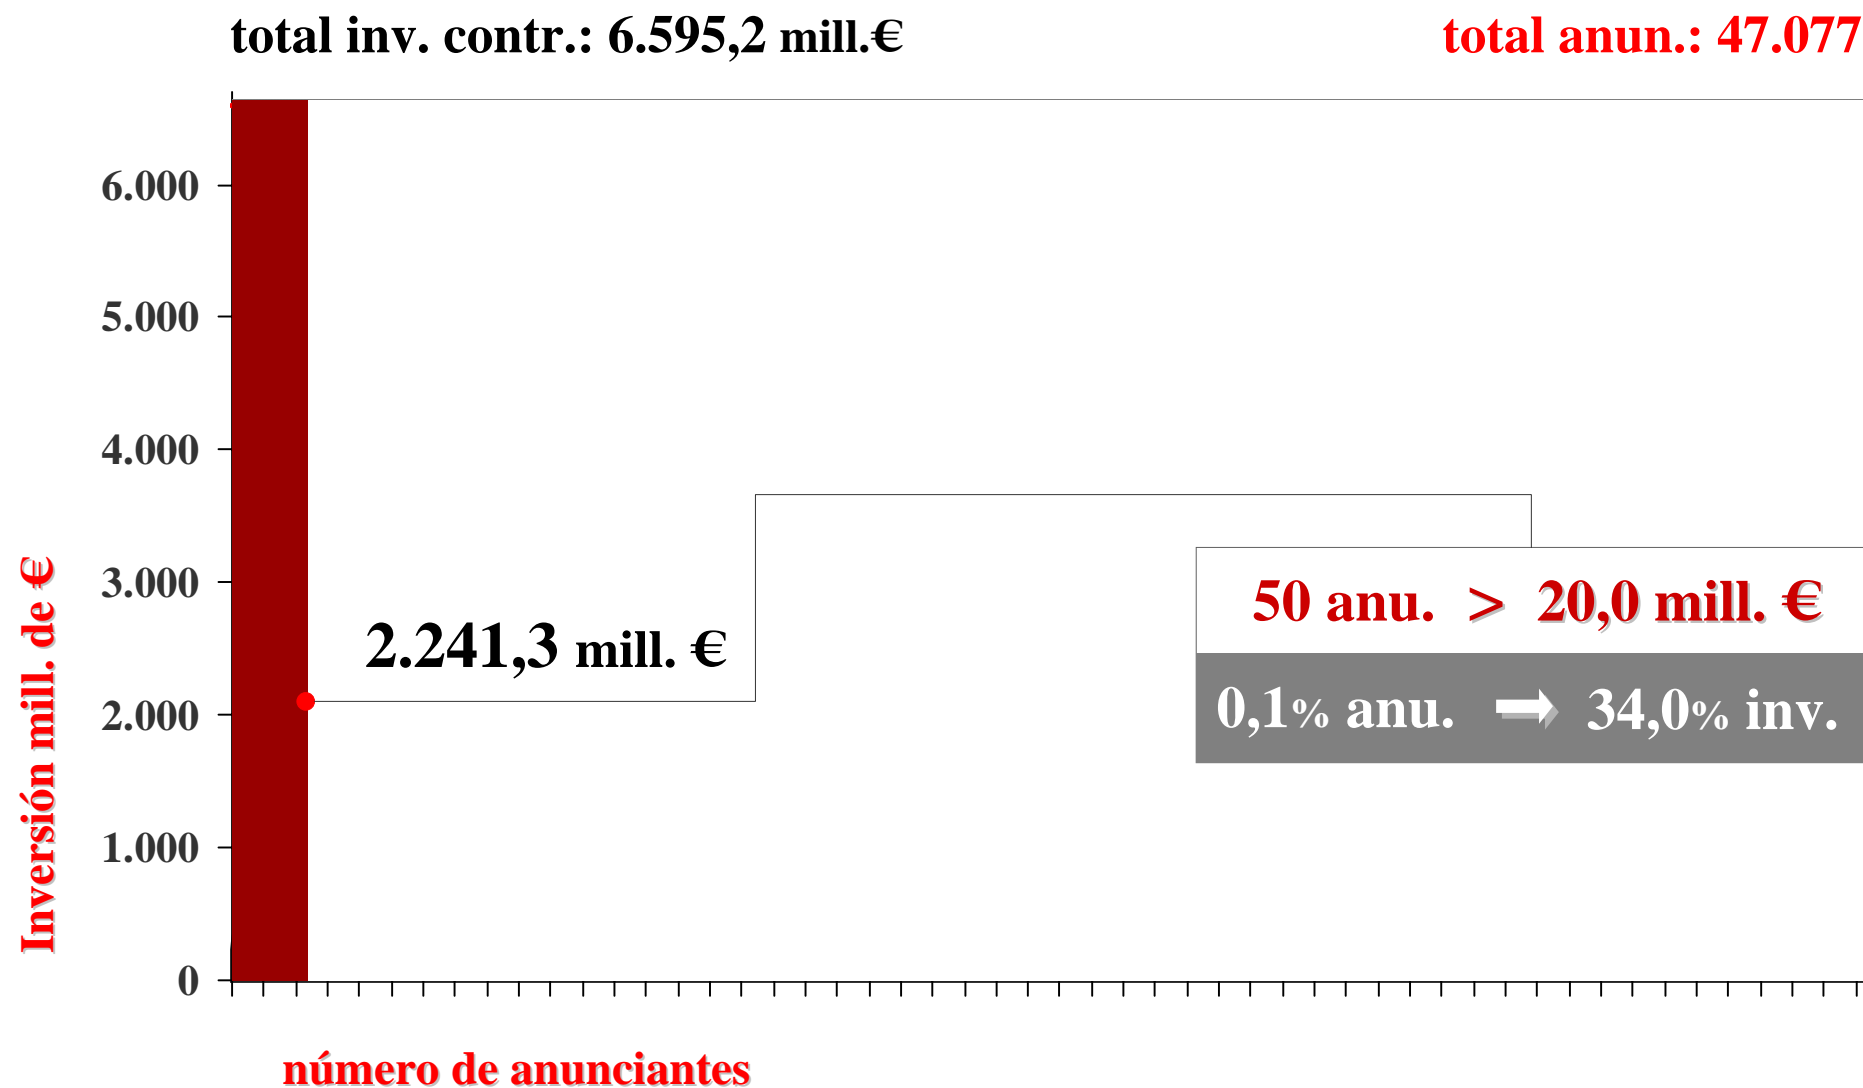 total inv. contr.: 6.595,2 mill.€
total anun.: 47.077
6.000
5.000
4.000
3.000
2.000
1.000
0
Inversión mill. de €
2.241,3 mill. €
50 anu. > 20,0 mill. €
0,1% anu. 34,0% inv.
número de anunciantes